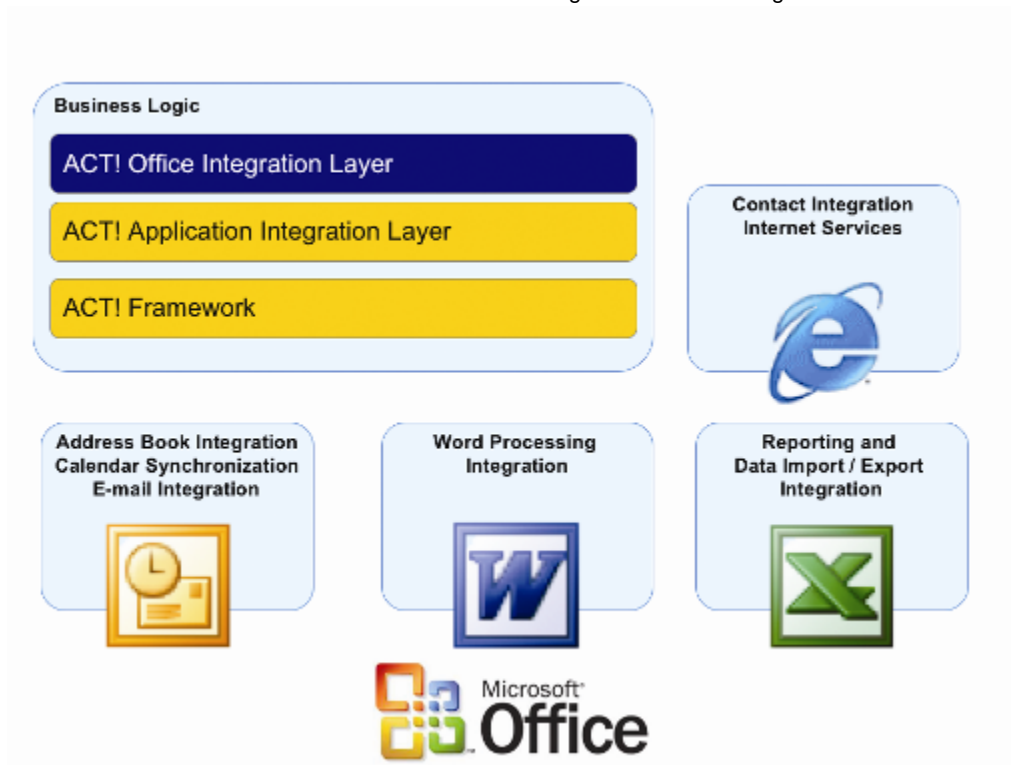 Business Logic
ACT! Office Integration Layer
ACT! Application Integration Layer
ACT! Framework
Contact Integration
Internet Services
Address Book Integration
Calendar Synchronization
E-mail Integration
Word Processing
Integration
Reporting and
Data Import / Export
Integration
Microsoft
Office